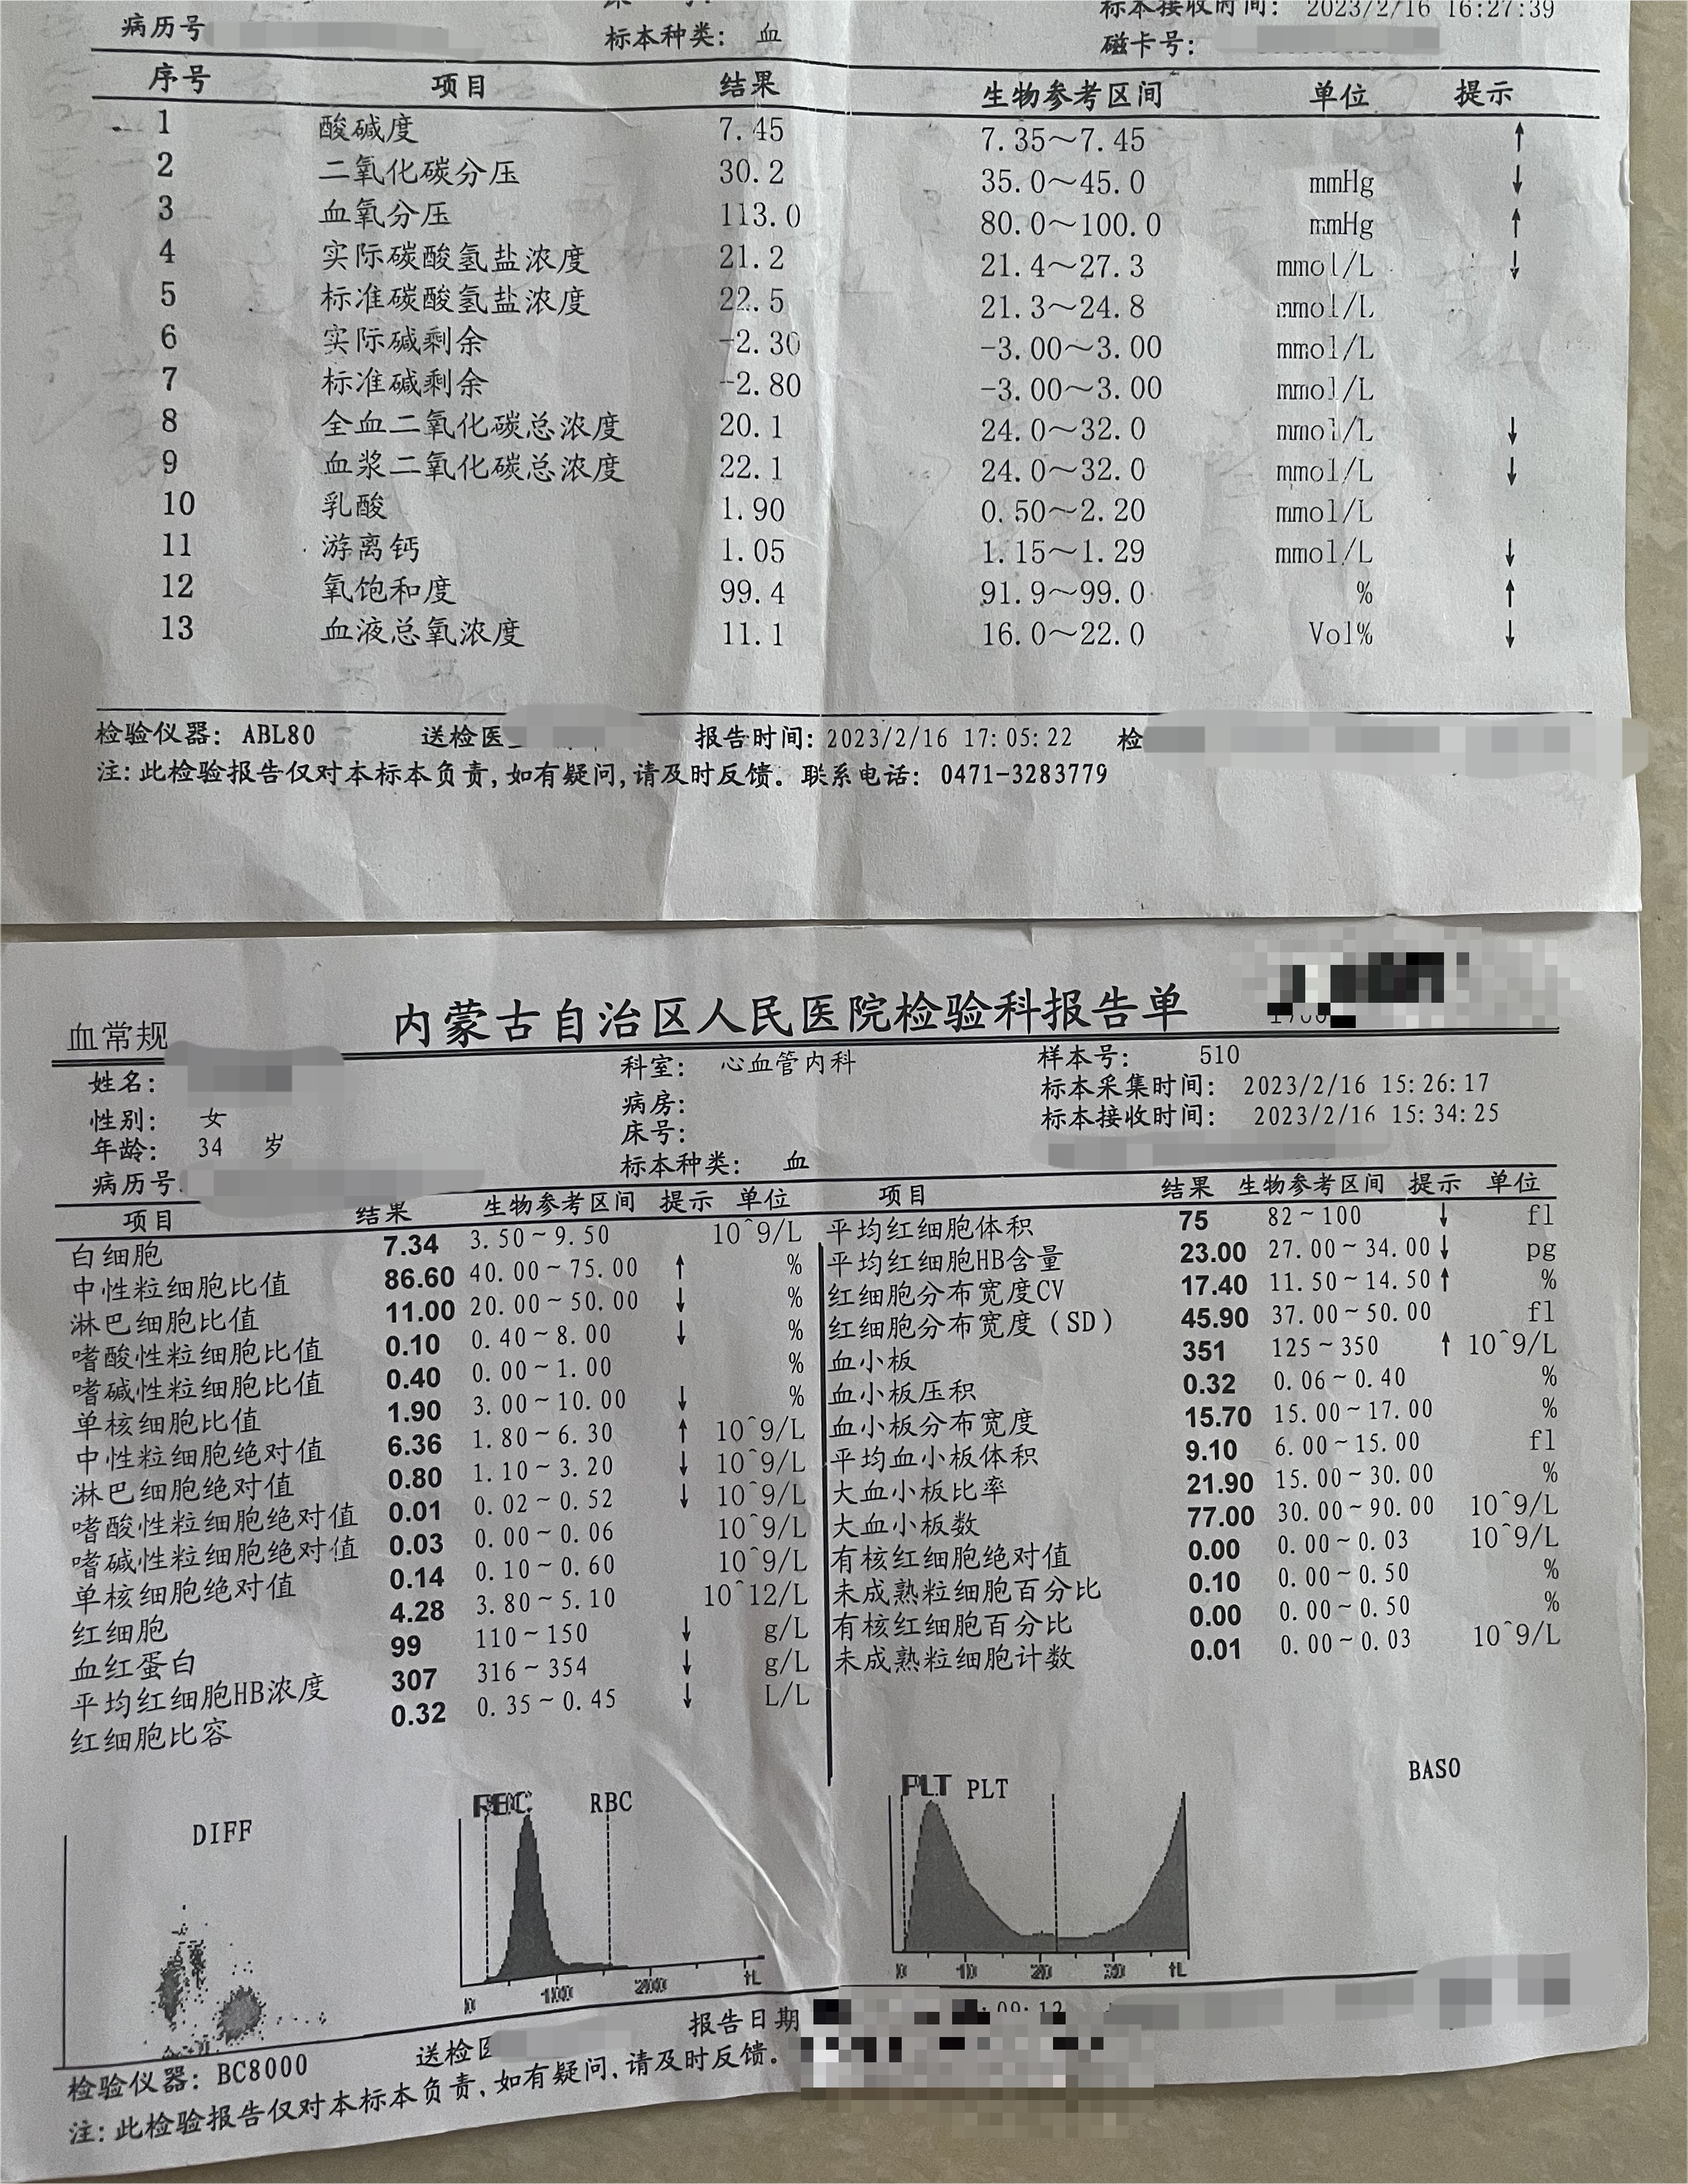 标本接收时间: 2023/2/16 16:27:39
病历号 标本种类: 血 磁卡号:
序号 项目 结果 生物参考区间 单位 提示
1 酸碱度 7.45 7.35~7.45 ↑
2 二氧化碳分压 30.2 35.0~45.0 mmHg ↓
3 血氧分压 113.0 80.0~100.0 mmHg ↑
4 实际碳酸氢盐浓度 21.2 21.4~27.3 mmol/L ↓
5 标准碳酸氢盐浓度 22.5 21.3~24.8 mmol/L
6 实际碱剩余 -2.30 -3.00~3.00 mmol/L
7 标准碱剩余 -2.80 -3.00~3.00 mmol/L
8 全血二氧化碳总浓度 20.1 24.0~32.0 mmol/L ↓
9 血浆二氧化碳总浓度 22.1 24.0~32.0 mmol/L ↓
10 乳酸 1.90 0.50~2.20 mmol/L
11 游离钙 1.05 1.15~1.29 mmol/L ↓
12 氧饱和度 99.4 91.9~99.0 % ↑
13 血液总氧浓度 11.1 16.0~22.0 Vol% ↓
检验仪器: ABL80 送检医 报告时间: 2023/2/16 17:05:22 检
注: 此检验报告仅对本标本负责, 如有疑问, 请及时反馈。联系电话: 0471-3283779
血常规 内蒙古自治区人民医院检验科报告单
姓名: 科室: 心血管内科 样本号: 510
性别: 女 病房: 标本采集时间: 2023/2/16 15:26:17
年龄: 34 岁 床号: 标本接收时间: 2023/2/16 15:34:25
病历号 标本种类: 血
项目 结果 生物参考区间 提示 单位 项目 结果 生物参考区间 提示 单位
白细胞 7.34 3.50~9.50 10^9/L 平均红细胞体积 75 82~100 ↓ fl
中性粒细胞比值 86.60 40.00~75.00 ↑ % 平均红细胞HB含量 23.00 27.00~34.00 ↓ pg
淋巴细胞比值 11.00 20.00~50.00 ↓ % 红细胞分布宽度CV 17.40 11.50~14.50 ↑ %
嗜酸性粒细胞比值 0.10 0.40~8.00 ↓ % 红细胞分布宽度(SD) 45.90 37.00~50.00 fl
嗜碱性粒细胞比值 0.40 0.00~1.00 % 血小板 351 125~350 ↑ 10^9/L
单核细胞比值 1.90 3.00~10.00 ↓ % 血小板压积 0.32 0.06~0.40 %
中性粒细胞绝对值 6.36 1.80~6.30 ↑ 10^9/L 血小板分布宽度 15.70 15.00~17.00 %
淋巴细胞绝对值 0.80 1.10~3.20 ↓ 10^9/L 平均血小板体积 9.10 6.00~15.00 fl
嗜酸性粒细胞绝对值 0.01 0.02~0.52 ↓ 10^9/L 大血小板比率 21.90 15.00~30.00 %
嗜碱性粒细胞绝对值 0.03 0.00~0.06 10^9/L 大血小板数 77.00 30.00~90.00 10^9/L
单核细胞绝对值 0.14 0.10~0.60 10^9/L 有核红细胞绝对值 0.00 0.00~0.03 10^9/L
红细胞 4.28 3.80~5.10 10^12/L 未成熟粒细胞百分比 0.10 0.00~0.50 %
血红蛋白 99 110~150 ↓ g/L 有核红细胞百分比 0.00 0.00~0.50 %
平均红细胞HB浓度 307 316~354 ↓ g/L 未成熟粒细胞计数 0.01 0.00~0.03 10^9/L
红细胞比容 0.32 0.35~0.45 ↓ L/L
DIFF RBC RBC PLT PLT BASO
0 100 200 fL 0 10 20 30 fL
报告日期 :09:12
检验仪器: BC8000 送检医
注: 此检验报告仅对本标本负责, 如有疑问, 请及时反馈。